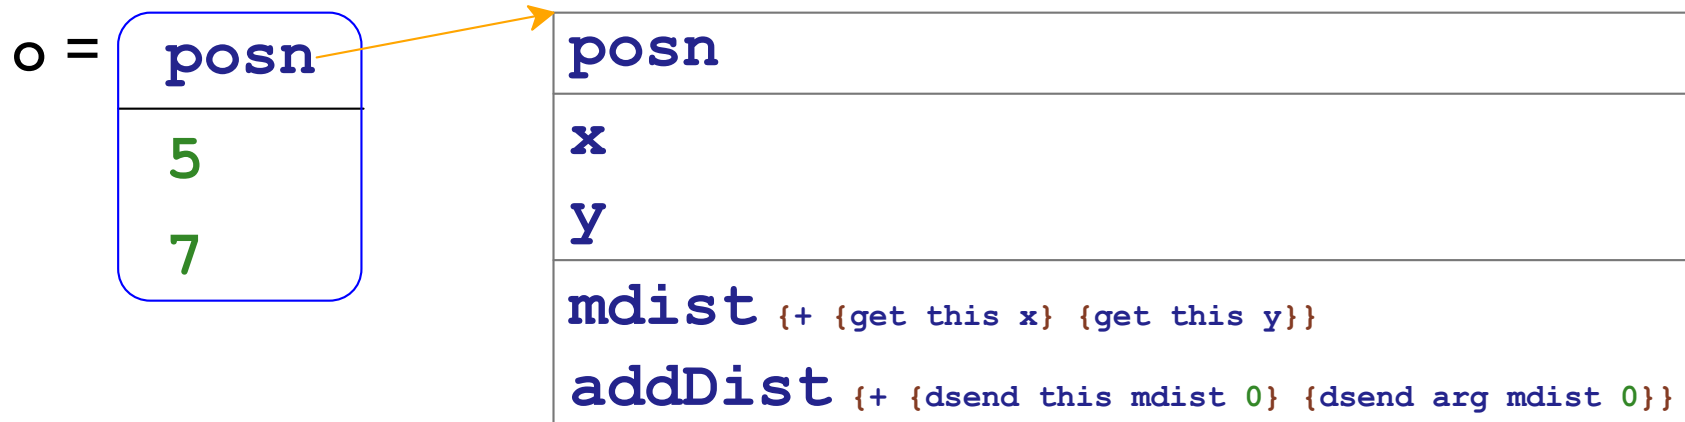 o = posn
5
7
posn
x
y
mdist {+ {get this x} {get this y}}
addDist {+ {dsend this mdist 0} {dsend arg mdist 0}}